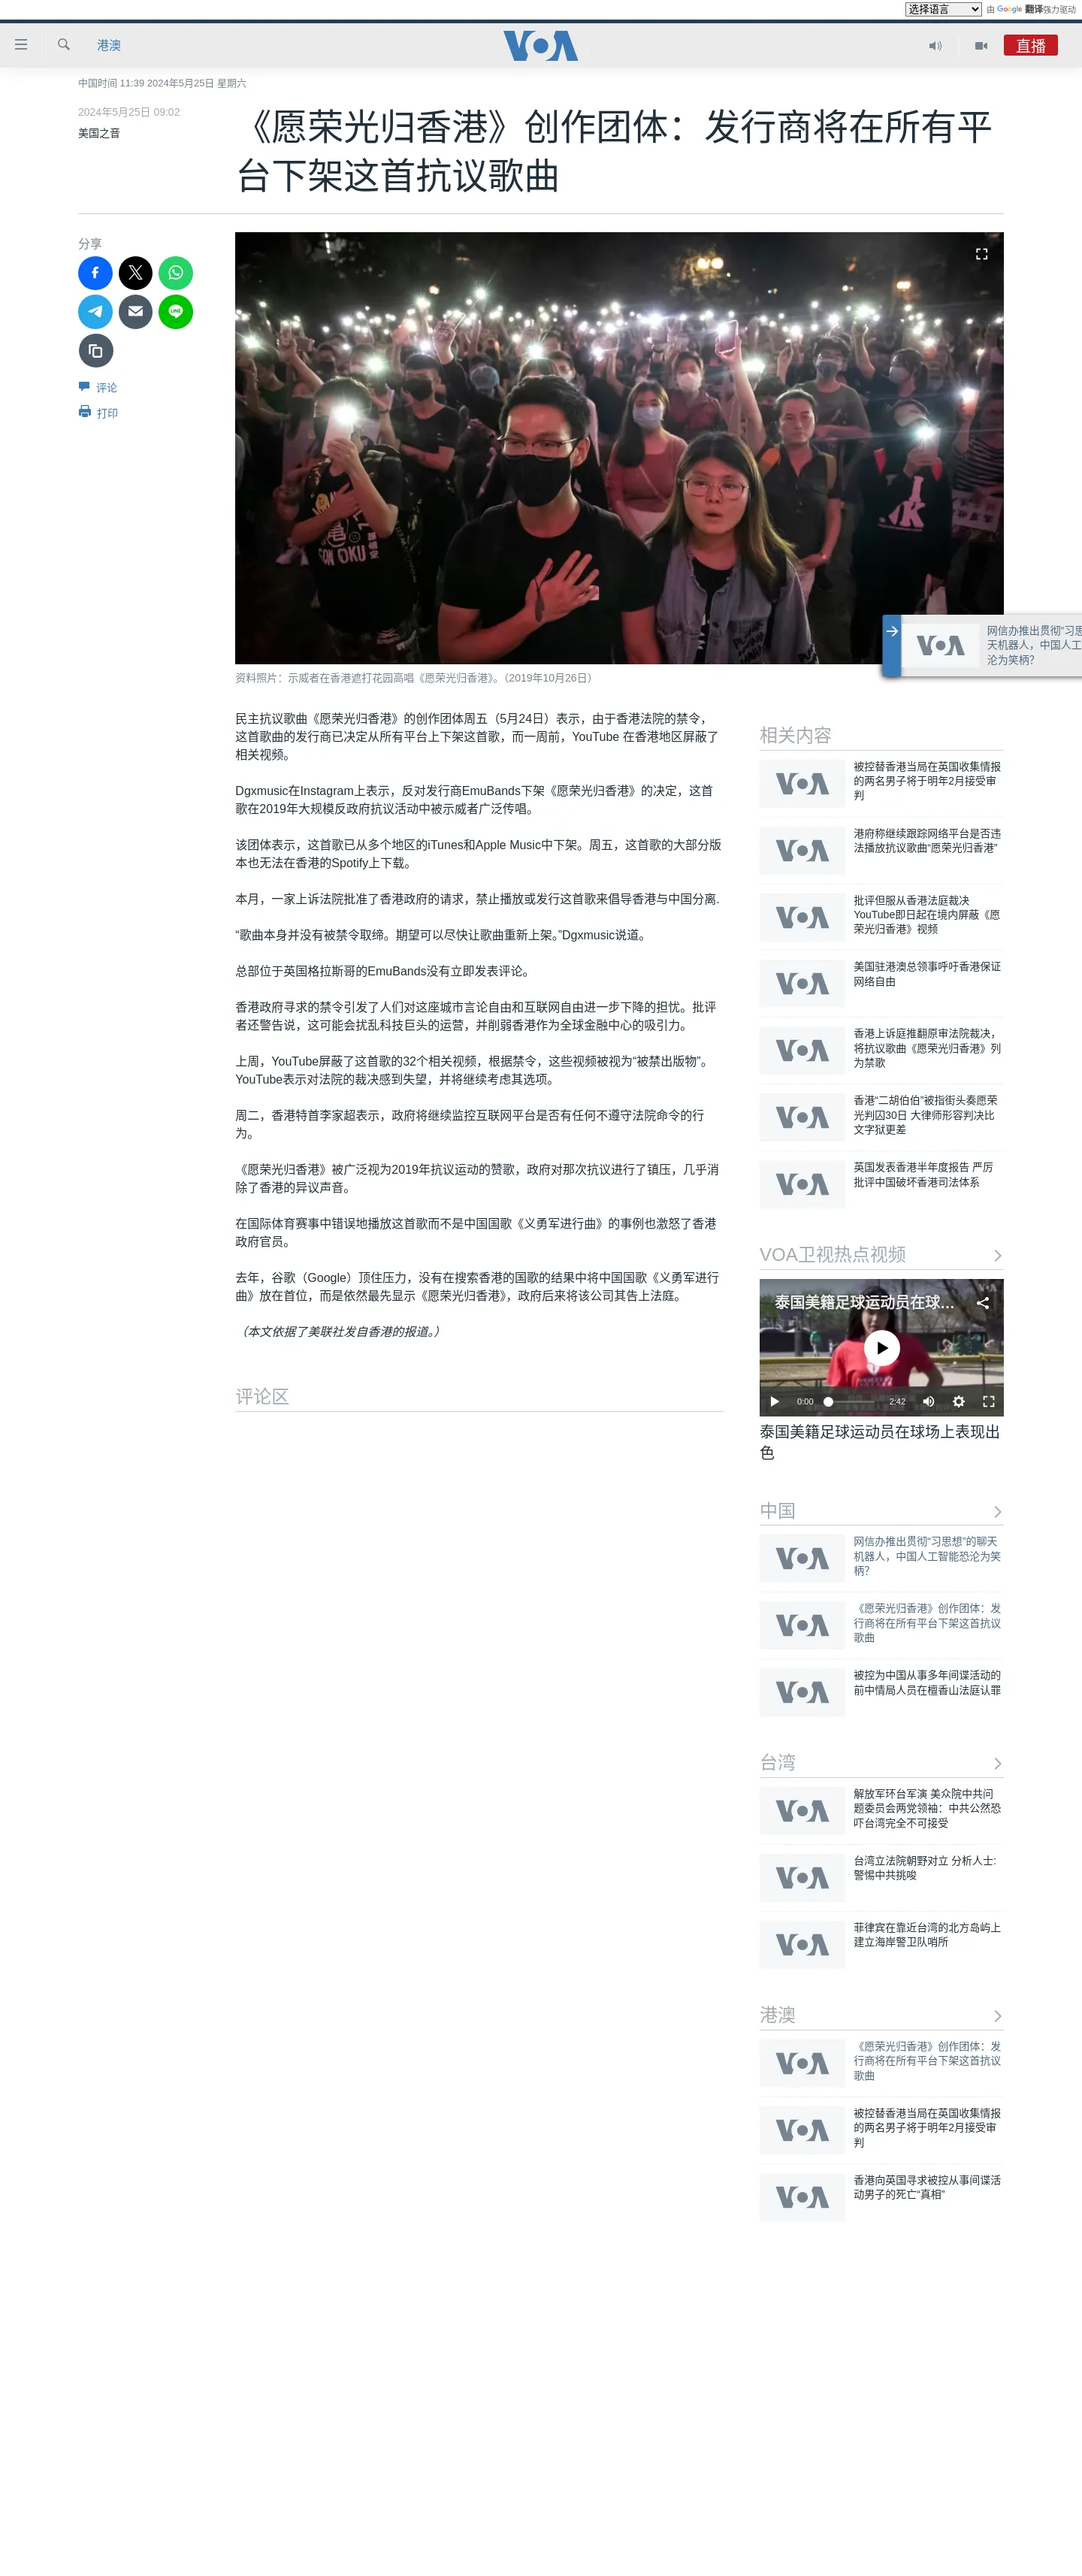 选择语言 由 Google 翻译强力驱动
港澳 VOA 直播
中国时间 11:39 2024年5月25日 星期六
2024年5月25日 09:02
美国之音
《愿荣光归香港》创作团体：发行商将在所有平
台下架这首抗议歌曲
分享
LINE
评论
打印
SON OKU
资料照片：示威者在香港遮打花园高唱《愿荣光归香港》。（2019年10月26日）
VOA
网信办推出贯彻“习思
天机器人，中国人工
沦为笑柄？
民主抗议歌曲《愿荣光归香港》的创作团体周五（5月24日）表示，由于香港法院的禁令，
这首歌曲的发行商已决定从所有平台上下架这首歌，而一周前，YouTube 在香港地区屏蔽了
相关视频。
Dgxmusic在Instagram上表示，反对发行商EmuBands下架《愿荣光归香港》的决定，这首
歌在2019年大规模反政府抗议活动中被示威者广泛传唱。
该团体表示，这首歌已从多个地区的iTunes和Apple Music中下架。周五，这首歌的大部分版
本也无法在香港的Spotify上下载。
本月，一家上诉法院批准了香港政府的请求，禁止播放或发行这首歌来倡导香港与中国分离.
“歌曲本身并没有被禁令取缔。期望可以尽快让歌曲重新上架。”Dgxmusic说道。
总部位于英国格拉斯哥的EmuBands没有立即发表评论。
香港政府寻求的禁令引发了人们对这座城市言论自由和互联网自由进一步下降的担忧。批评
者还警告说，这可能会扰乱科技巨头的运营，并削弱香港作为全球金融中心的吸引力。
上周，YouTube屏蔽了这首歌的32个相关视频，根据禁令，这些视频被视为“被禁出版物”。
YouTube表示对法院的裁决感到失望，并将继续考虑其选项。
周二，香港特首李家超表示，政府将继续监控互联网平台是否有任何不遵守法院命令的行
为。
《愿荣光归香港》被广泛视为2019年抗议运动的赞歌，政府对那次抗议进行了镇压，几乎消
除了香港的异议声音。
在国际体育赛事中错误地播放这首歌而不是中国国歌《义勇军进行曲》的事例也激怒了香港
政府官员。
去年，谷歌（Google）顶住压力，没有在搜索香港的国歌的结果中将中国国歌《义勇军进行
曲》放在首位，而是依然最先显示《愿荣光归香港》，政府后来将该公司其告上法庭。
（本文依据了美联社发自香港的报道。）
评论区
相关内容
VOA
被控替香港当局在英国收集情报
的两名男子将于明年2月接受审
判
VOA
港府称继续跟踪网络平台是否违
法播放抗议歌曲“愿荣光归香港”
VOA
批评但服从香港法庭裁决
YouTube即日起在境内屏蔽《愿
荣光归香港》视频
VOA
美国驻港澳总领事呼吁香港保证
网络自由
VOA
香港上诉庭推翻原审法院裁决，
将抗议歌曲《愿荣光归香港》列
为禁歌
VOA
香港“二胡伯伯”被指街头奏愿荣
光判囚30日 大律师形容判决比
文字狱更差
VOA
英国发表香港半年度报告 严厉
批评中国破坏香港司法体系
VOA卫视热点视频
泰国美籍足球运动员在球…
0:00 2:42
泰国美籍足球运动员在球场上表现出
色
中国
VOA
网信办推出贯彻“习思想”的聊天
机器人，中国人工智能恐沦为笑
柄？
VOA
《愿荣光归香港》创作团体：发
行商将在所有平台下架这首抗议
歌曲
VOA
被控为中国从事多年间谍活动的
前中情局人员在檀香山法庭认罪
台湾
VOA
解放军环台军演 美众院中共问
题委员会两党领袖：中共公然恐
吓台湾完全不可接受
VOA
台湾立法院朝野对立 分析人士:
警惕中共挑唆
VOA
菲律宾在靠近台湾的北方岛屿上
建立海岸警卫队哨所
港澳
VOA
《愿荣光归香港》创作团体：发
行商将在所有平台下架这首抗议
歌曲
VOA
被控替香港当局在英国收集情报
的两名男子将于明年2月接受审
判
VOA
香港向英国寻求被控从事间谍活
动男子的死亡“真相”